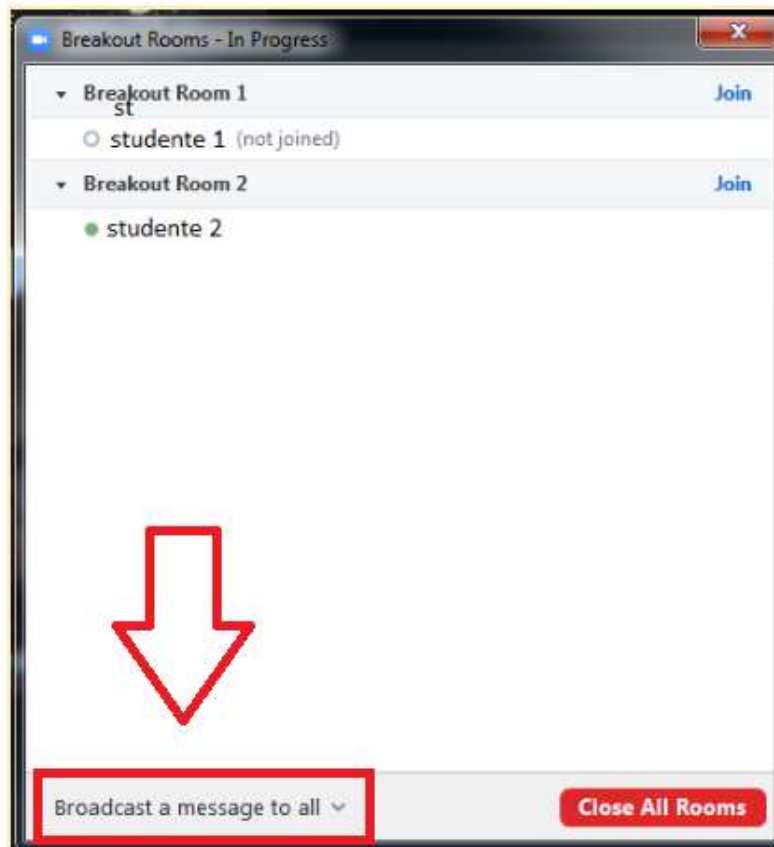 Breakout Rooms - In Progress
Breakout Room 1 Join
st
studente 1 (not joined)
Breakout Room 2 Join
studente 2
Broadcast a message to all Close All Rooms